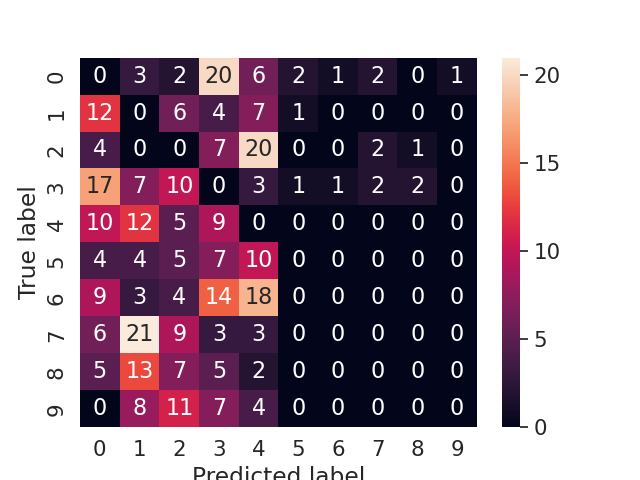 0 0 3 2 20 6 2 1 2 0 1
1 12 0 6 4 7 1 0 0 0 0
2 4 0 0 7 20 0 0 2 1 0
3 17 7 10 0 3 1 1 2 2 0
4 10 12 5 9 0 0 0 0 0 0
5 4 4 5 7 10 0 0 0 0 0
6 9 3 4 14 18 0 0 0 0 0
7 6 21 9 3 3 0 0 0 0 0
8 5 13 7 5 2 0 0 0 0 0
9 0 8 11 7 4 0 0 0 0 0
0 1 2 3 4 5 6 7 8 9
Predicted label
True label
20
15
10
5
0